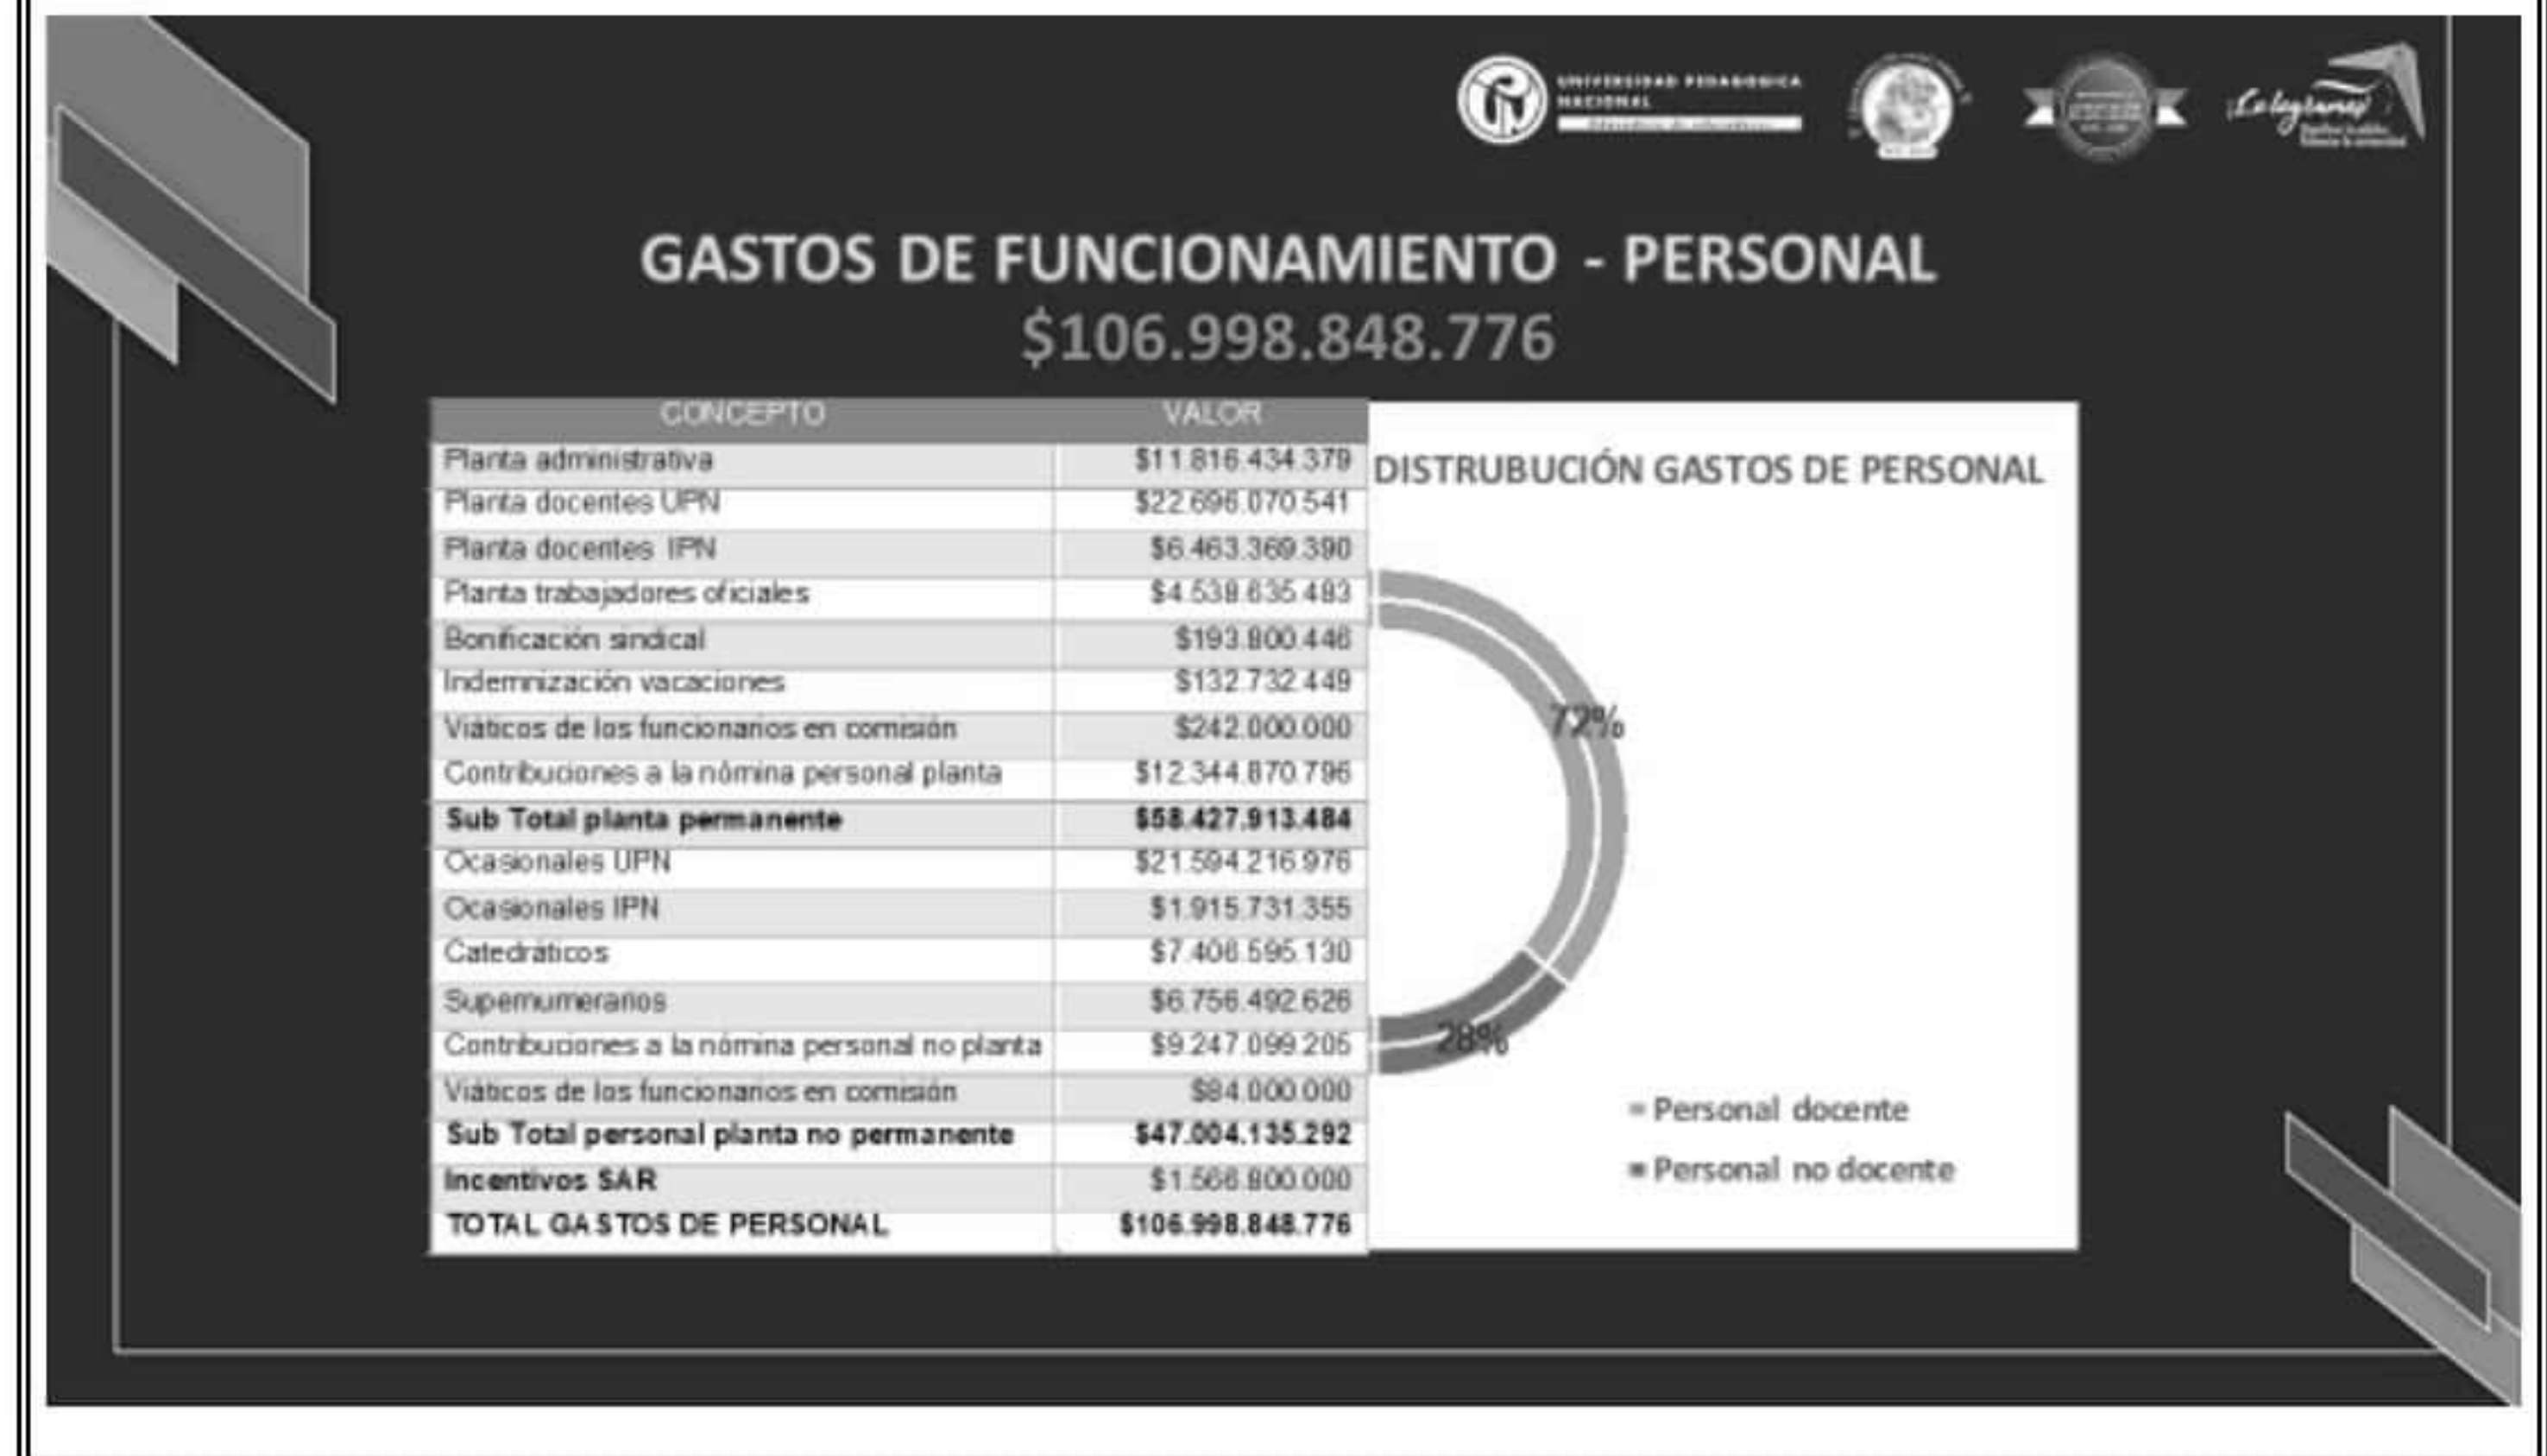 UNIVERSIDAD PEDAGOGICA
NACIONAL
GASTOS DE FUNCIONAMIENTO - PERSONAL
$106.998.848.776
CONCEPTO VALOR
Planta administrativa $11.816.434.379
Planta docentes UPN $22.696.070.541
Planta docentes IPN $6.463.369.390
Planta trabajadores oficiales $4.538.635.483
Bonificación sindical $193.800.446
Indemnización vacaciones $132.732.449
Viáticos de los funcionarios en comisión $242.000.000
Contribuciones a la nómina personal planta $12.344.870.796
Sub Total planta permanente $58.427.913.484
Ocasionales UPN $21.594.216.976
Ocasionales IPN $1.915.731.355
Catedráticos $7.406.595.130
Supernumerarios $6.756.492.626
Contribuciones a la nómina personal no planta $9.247.099.205
Viáticos de los funcionarios en comisión $84.000.000
Sub Total personal planta no permanente $47.004.135.292
Incentivos SAR $1.566.800.000
TOTAL GASTOS DE PERSONAL $106.998.848.776
DISTRUBUCIÓN GASTOS DE PERSONAL
72%
28%
Personal docente
Personal no docente